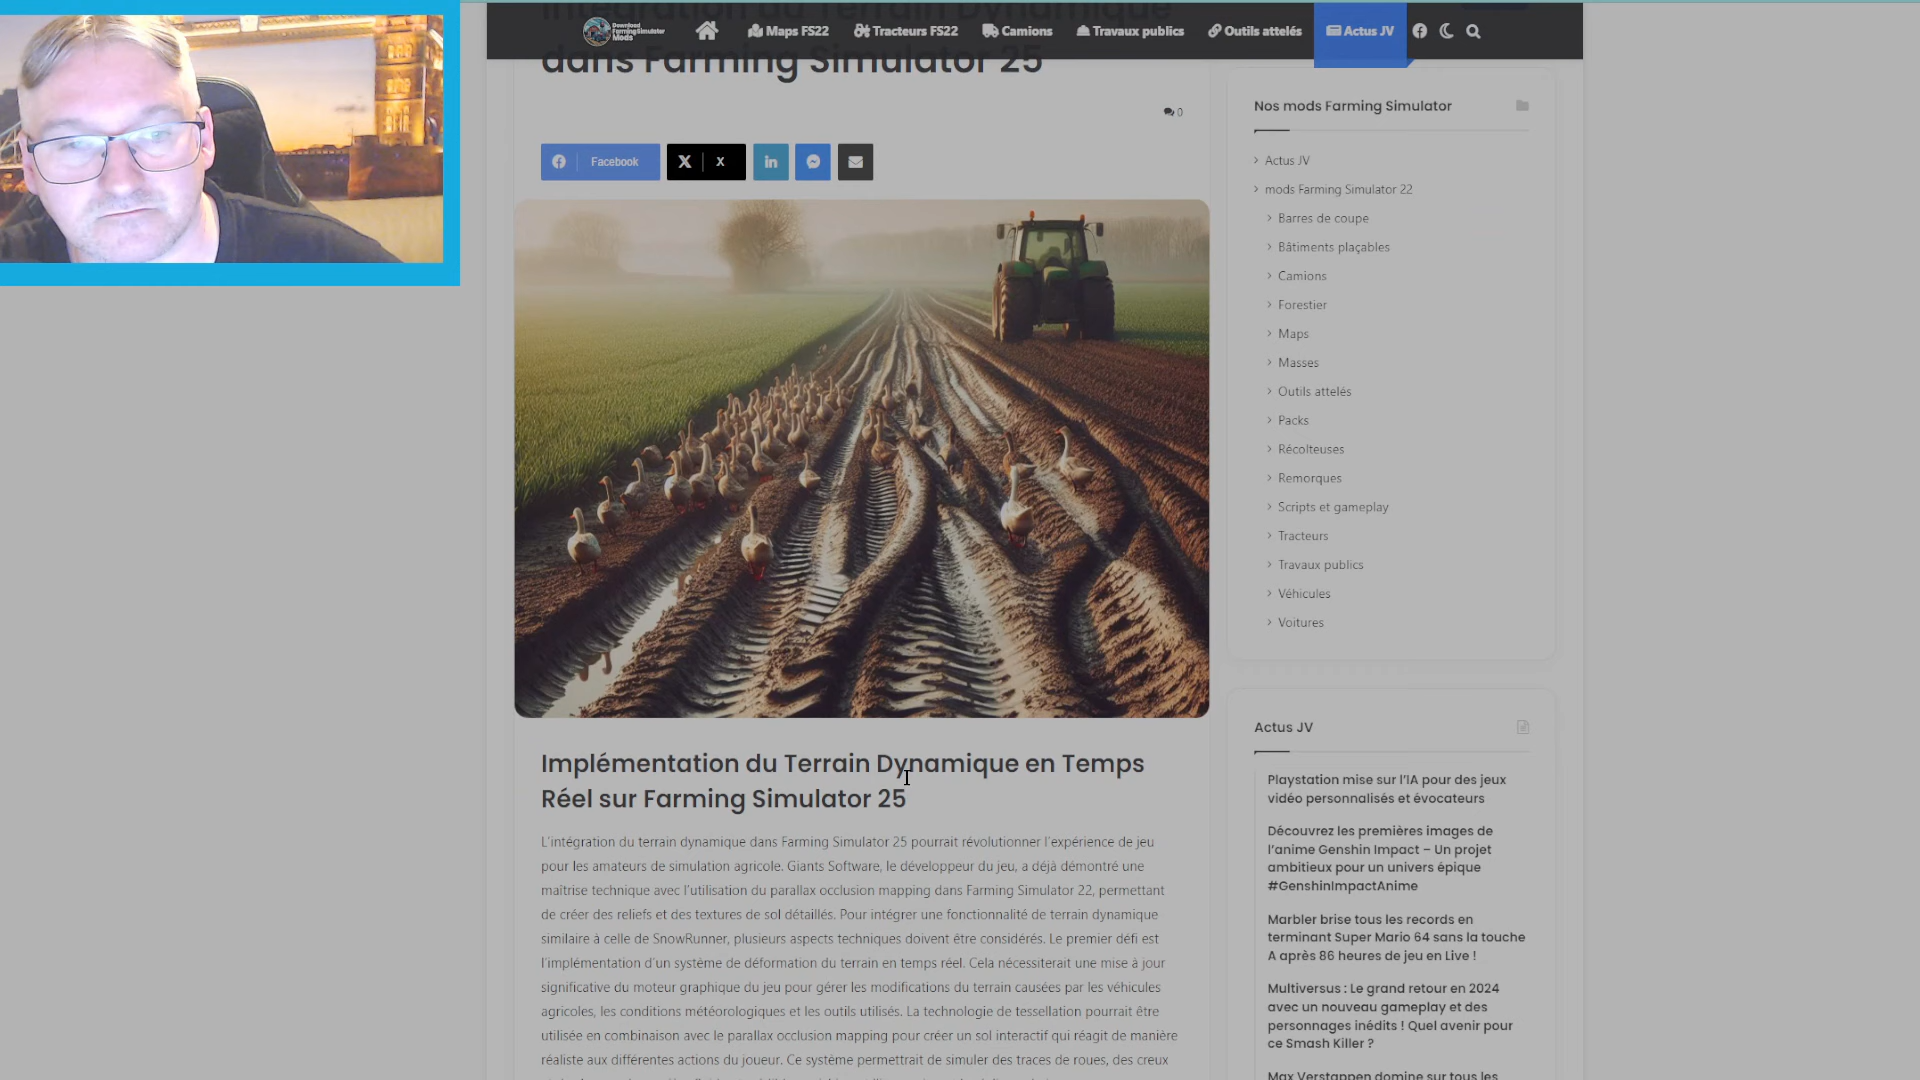 Intégration du Terrain Dynamique
dans Farming Simulator 25
Download
Farming Simulator
Mods
Maps FS22
Tracteurs FS22
Camions
Travaux publics
Outils attelés
Actus JV
0
Facebook
X
Implémentation du Terrain Dynamique en Temps
Réel sur Farming Simulator 25
L'intégration du terrain dynamique dans Farming Simulator 25 pourrait révolutionner l'expérience de jeu
pour les amateurs de simulation agricole. Giants Software, le développeur du jeu, a déjà démontré une
maîtrise technique avec l'utilisation du parallax occlusion mapping dans Farming Simulator 22, permettant
de créer des reliefs et des textures de sol détaillés. Pour intégrer une fonctionnalité de terrain dynamique
similaire à celle de SnowRunner, plusieurs aspects techniques doivent être considérés. Le premier défi est
l'implémentation d'un système de déformation du terrain en temps réel. Cela nécessiterait une mise à jour
significative du moteur graphique du jeu pour gérer les modifications du terrain causées par les véhicules
agricoles, les conditions météorologiques et les outils utilisés. La technologie de tessellation pourrait être
utilisée en combinaison avec le parallax occlusion mapping pour créer un sol interactif qui réagit de manière
réaliste aux différentes actions du joueur. Ce système permettrait de simuler des traces de roues, des creux
Nos mods Farming Simulator
Actus JV
mods Farming Simulator 22
Barres de coupe
Bâtiments plaçables
Camions
Forestier
Maps
Masses
Outils attelés
Packs
Récolteuses
Remorques
Scripts et gameplay
Tracteurs
Travaux publics
Véhicules
Voitures
Actus JV
Playstation mise sur l'IA pour des jeux
vidéo personnalisés et évocateurs
Découvrez les premières images de
l'anime Genshin Impact – Un projet
ambitieux pour un univers épique
#GenshinImpactAnime
Marbler brise tous les records en
terminant Super Mario 64 sans la touche
A après 86 heures de jeu en Live !
Multiversus : Le grand retour en 2024
avec un nouveau gameplay et des
personnages inédits ! Quel avenir pour
ce Smash Killer ?
Max Verstappen domine sur tous les